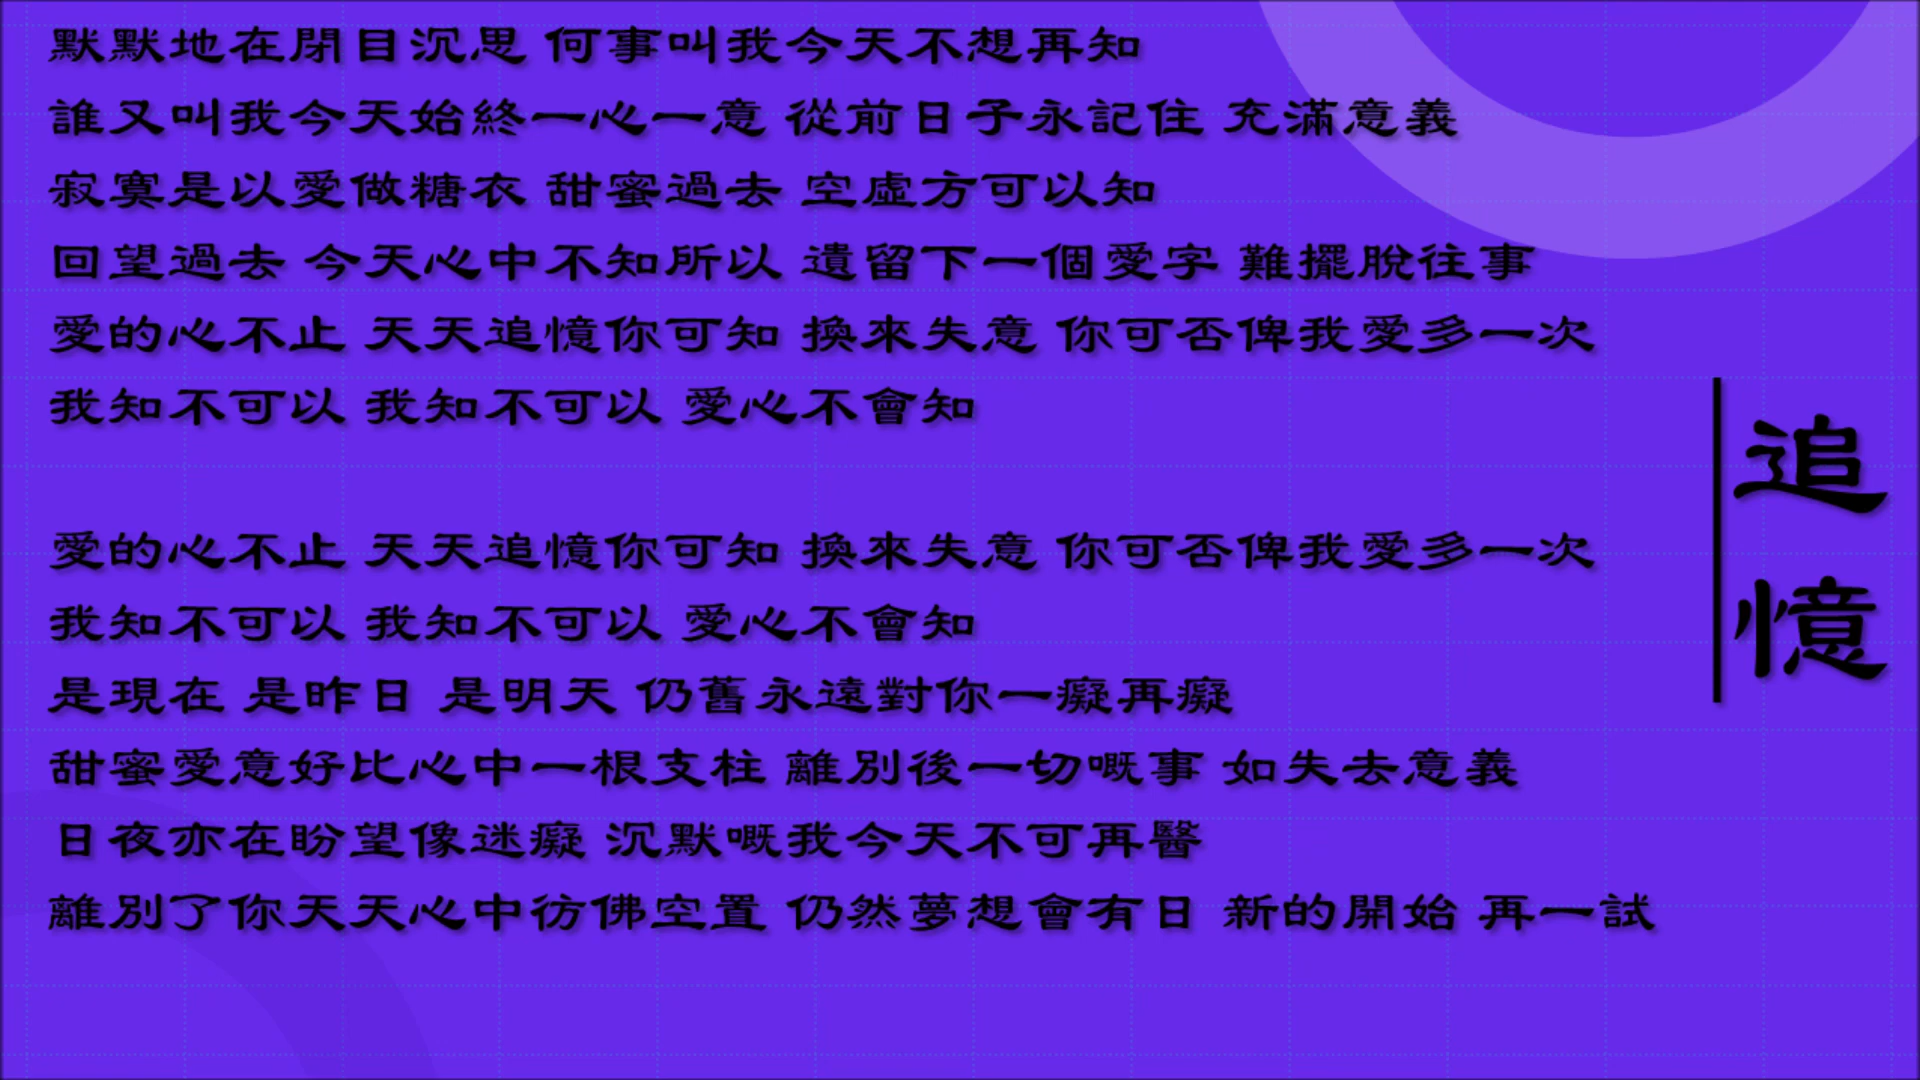 默默地在閉目沉思 何事叫我今天不想再知
誰又叫我今天始終一心一意 從前日子永記住 充滿意義
寂寞是以愛做糖衣 甜蜜過去 空虛方可以知
回望過去 今天心中不知所以 遺留下一個愛字 難擺脫往事
愛的心不止 天天追憶你可知 換來失意 你可否俾我愛多一次
我知不可以 我知不可以 愛心不會知
愛的心不止 天天追憶你可知 換來失意 你可否俾我愛多一次
我知不可以 我知不可以 愛心不會知
是現在 是昨日 是明天 仍舊永遠對你一癡再癡
甜蜜愛意好比心中一根支柱 離別後一切嘅事 如失去意義
日夜亦在盼望像迷癡 沉默嘅我今天不可再醫
離別了你天天心中彷彿空置 仍然夢想會有日 新的開始 再一試
追憶